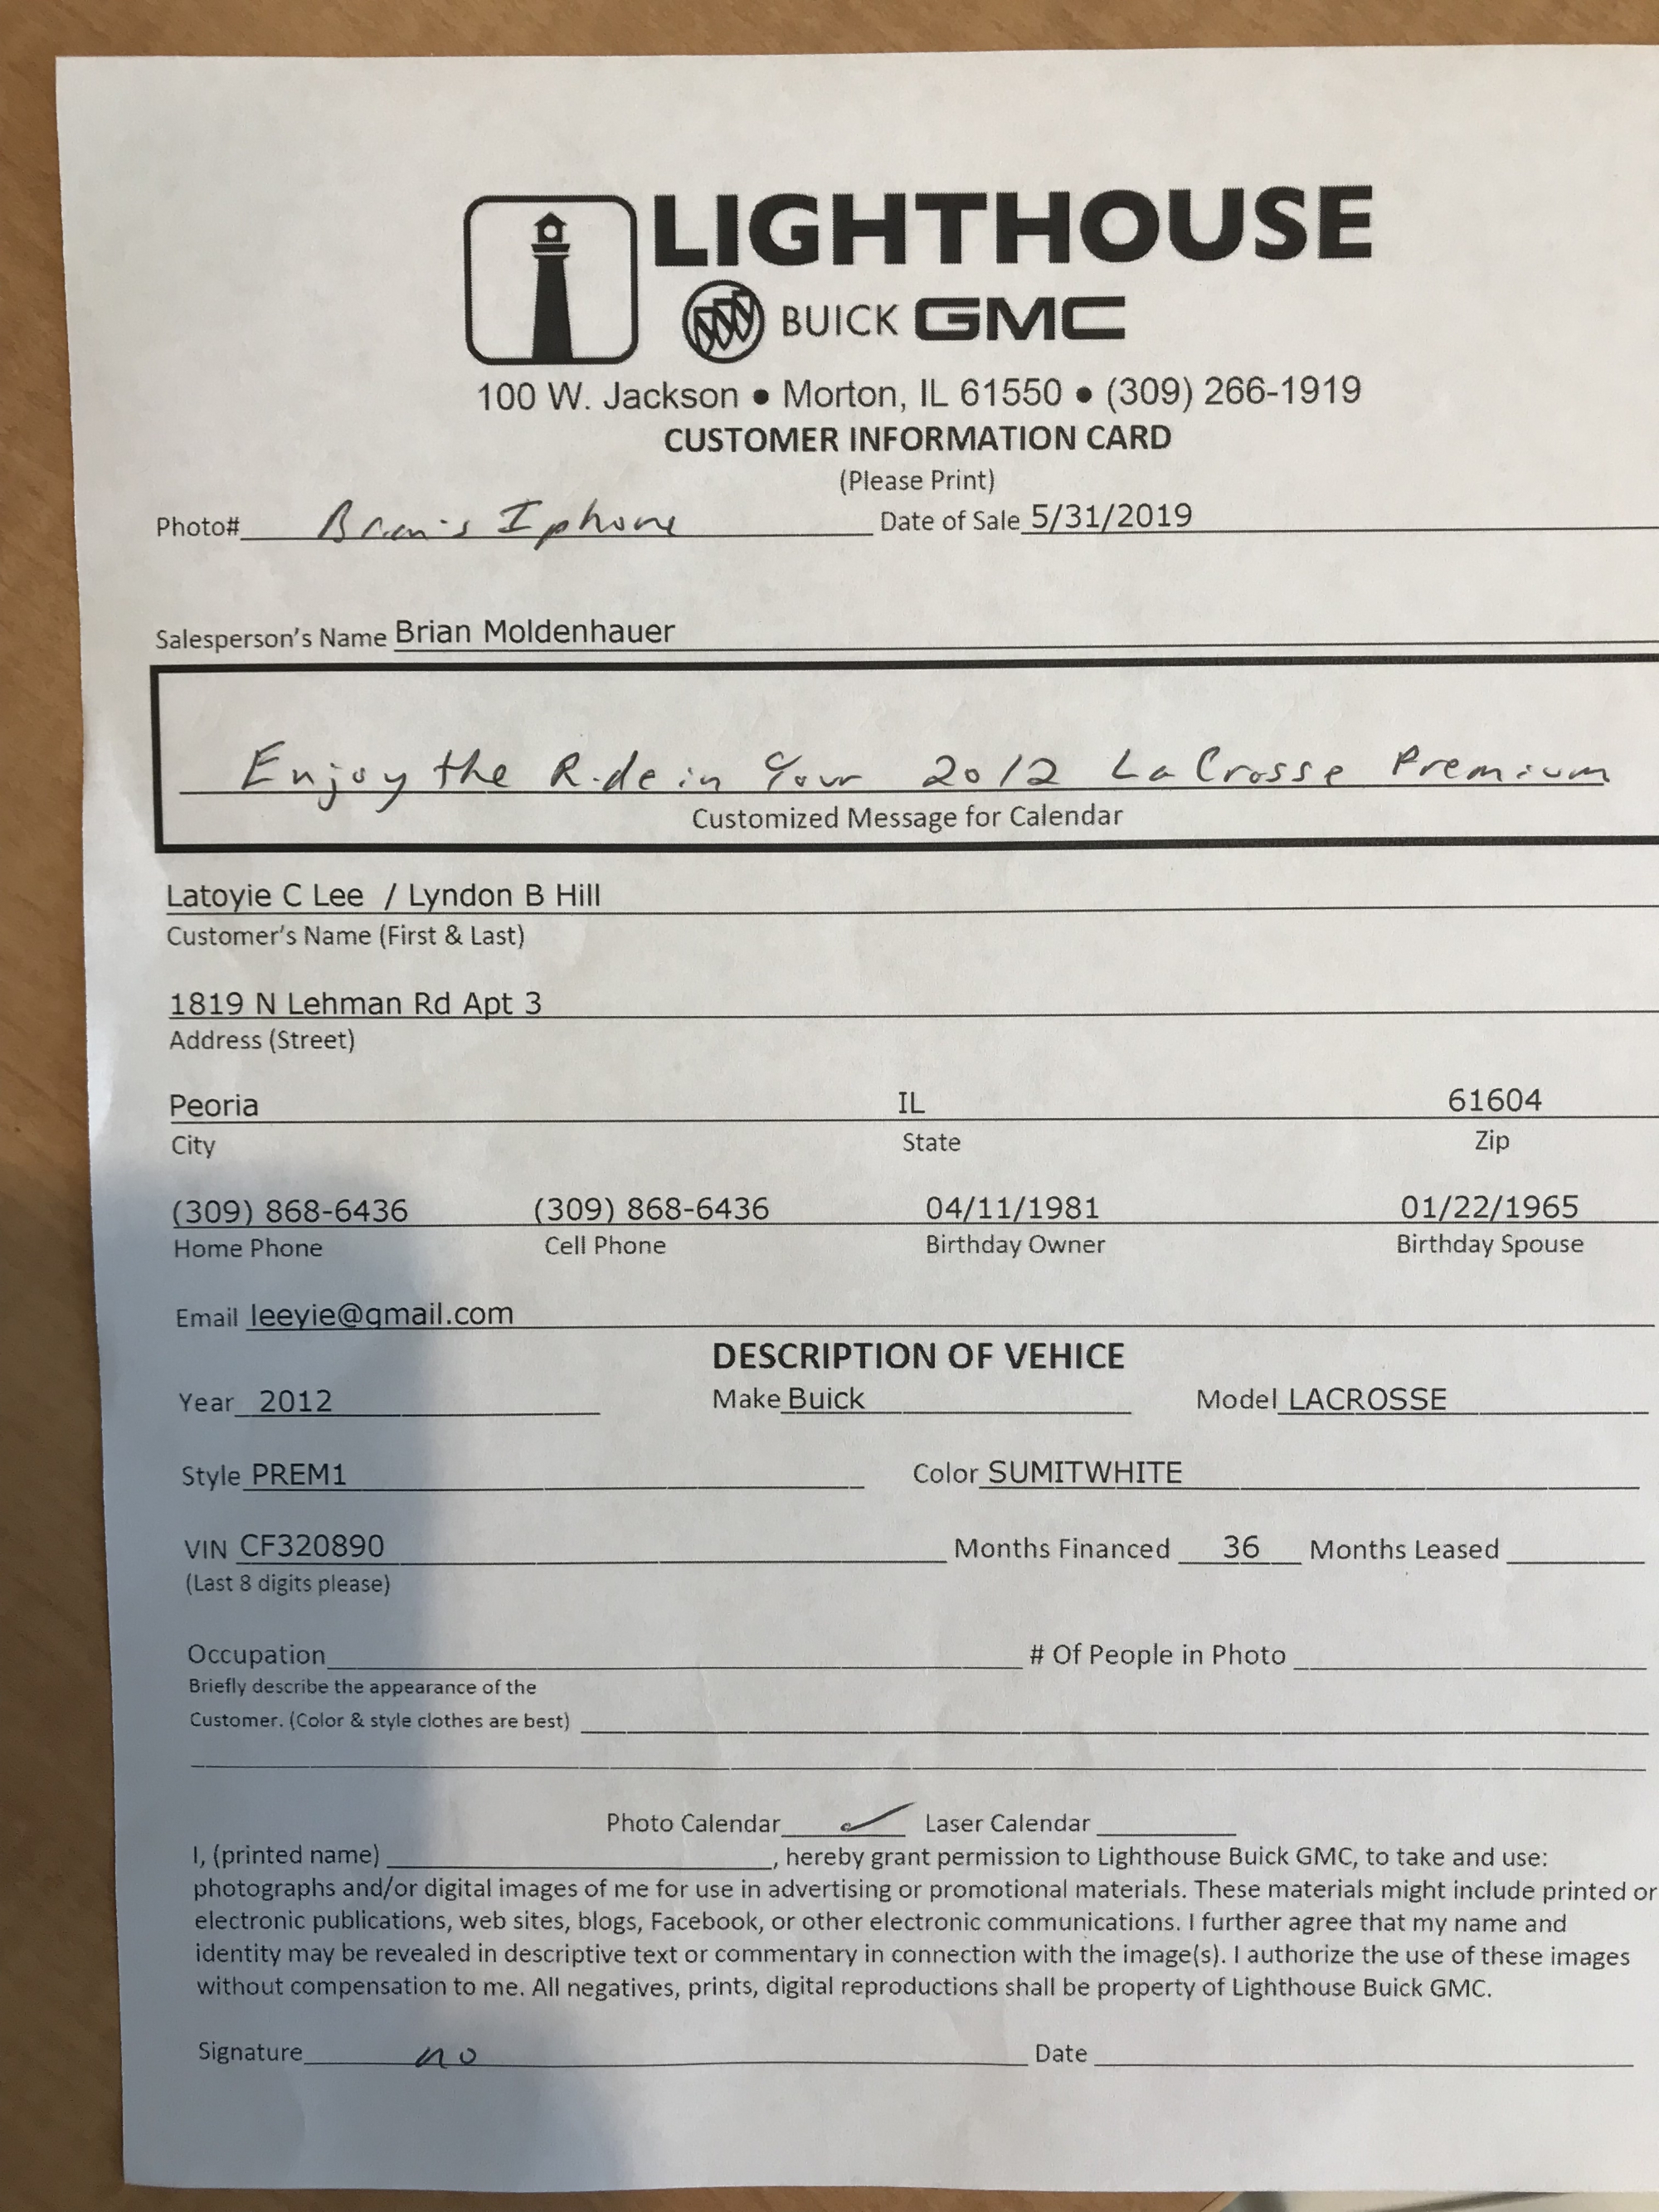 LIGHTHOUSE
BUICK GMC
100 W. Jackson • Morton, IL 61550 • (309) 266-1919
CUSTOMER INFORMATION CARD
(Please Print)
Photo# Brian's Iphone Date of Sale 5/31/2019
Salesperson's Name Brian Moldenhauer
Enjoy the Ride in Your 2012 LaCrosse Premium
Customized Message for Calendar
Latoyie C Lee / Lyndon B Hill
Customer's Name (First & Last)
1819 N Lehman Rd Apt 3
Address (Street)
Peoria IL 61604
City State Zip
(309) 868-6436 (309) 868-6436 04/11/1981 01/22/1965
Home Phone Cell Phone Birthday Owner Birthday Spouse
Email leeyie@gmail.com
DESCRIPTION OF VEHICE
Year 2012 Make Buick Model LACROSSE
Style PREM1 Color SUMITWHITE
VIN CF320890 Months Financed 36 Months Leased
(Last 8 digits please)
Occupation # Of People in Photo
Briefly describe the appearance of the
Customer. (Color & style clothes are best)
Photo Calendar ✓ Laser Calendar
I, (printed name) , hereby grant permission to Lighthouse Buick GMC, to take and use:
photographs and/or digital images of me for use in advertising or promotional materials. These materials might include printed or
electronic publications, web sites, blogs, Facebook, or other electronic communications. I further agree that my name and
identity may be revealed in descriptive text or commentary in connection with the image(s). I authorize the use of these images
without compensation to me. All negatives, prints, digital reproductions shall be property of Lighthouse Buick GMC.
Signature no Date